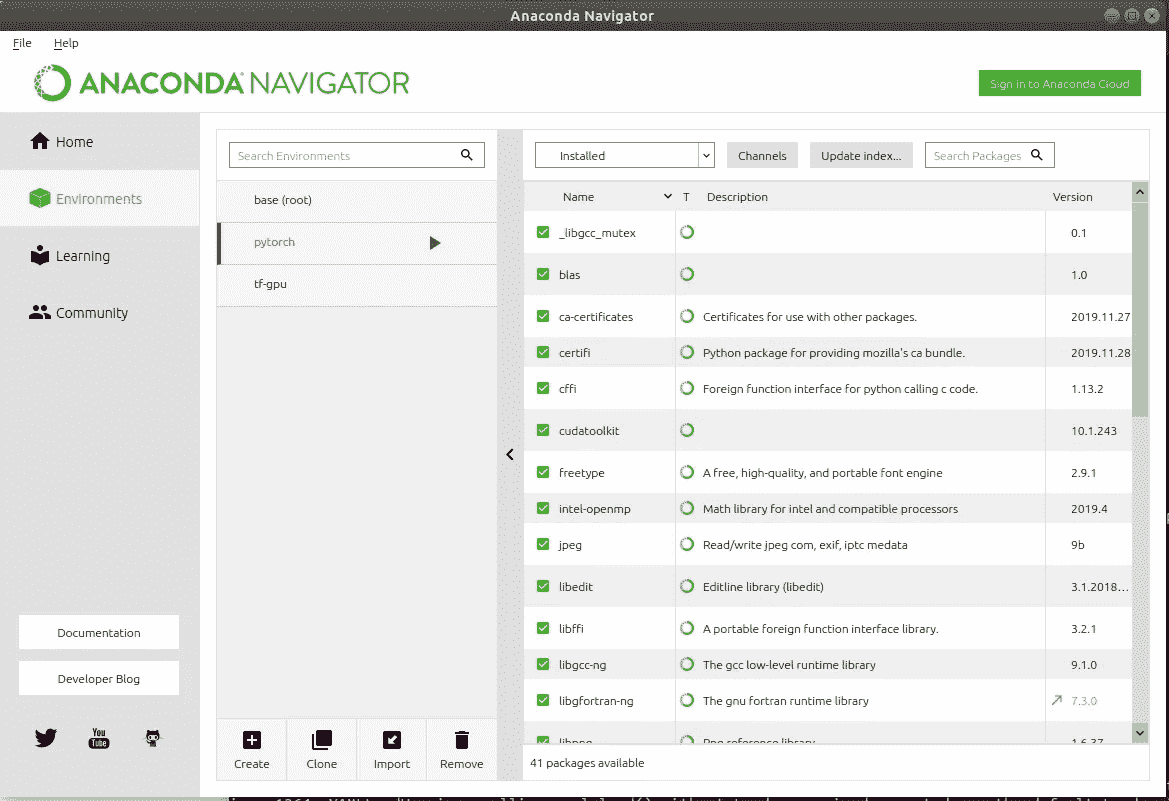 Anaconda Navigator
File Help
ANACONDA NAVIGATOR
Sign in to Anaconda Cloud
Home
Environments
Learning
Community
Documentation
Developer Blog
You Tube
Search Environments
base (root)
pytorch
tf-gpu
Create Clone Import Remove
Installed Channels Update index... Search Packages
Name T Description Version
_libgcc_mutex 0.1
blas 1.0
ca-certificates Certificates for use with other packages. 2019.11.27
certifi Python package for providing mozilla's ca bundle. 2019.11.28
cffi Foreign function interface for python calling c code. 1.13.2
cudatoolkit 10.1.243
freetype A free, high-quality, and portable font engine 2.9.1
intel-openmp Math library for intel and compatible processors 2019.4
jpeg Read/write jpeg com, exif, iptc medata 9b
libedit Editline library (libedit) 3.1.2018...
libffi A portable foreign function interface library. 3.2.1
libgcc-ng The gcc low-level runtime library 9.1.0
libgfortran-ng The gnu fortran runtime library 7.3.0
libpng Png reference library 1.6.37
41 packages available